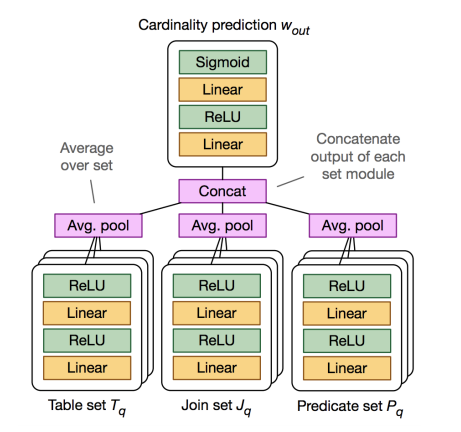 Cardinality prediction w_out
Sigmoid
Linear
ReLU
Linear
Average
over set
Concatenate
output of each
set module
Concat
Avg. pool
Avg. pool
Avg. pool
ReLU
Linear
ReLU
Linear
ReLU
Linear
ReLU
Linear
ReLU
Linear
ReLU
Linear
Table set T_q
Join set J_q
Predicate set P_q